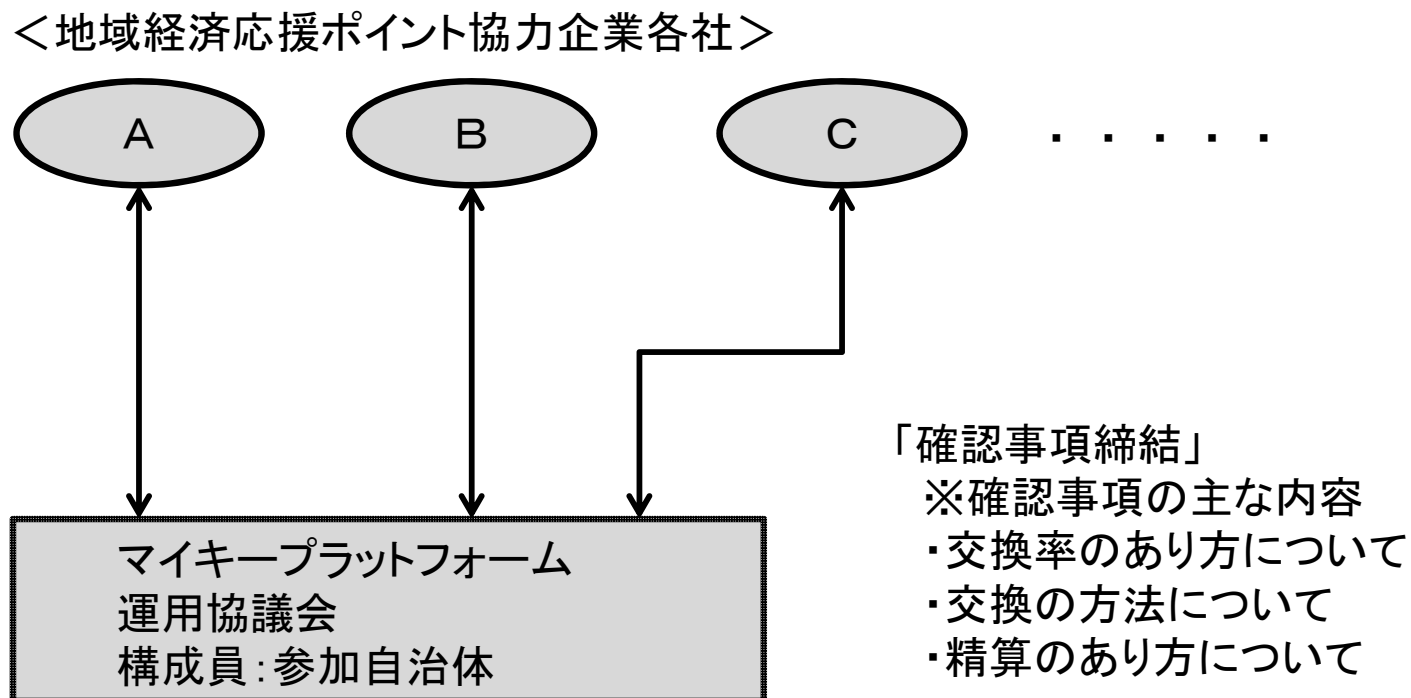 ＜地域経済応援ポイント協力企業各社＞
A
B
C
・・・・・
「確認事項締結」
※確認事項の主な内容
・交換率のあり方について
・交換の方法について
・精算のあり方について
マイキープラットフォーム
運用協議会
構成員：参加自治体